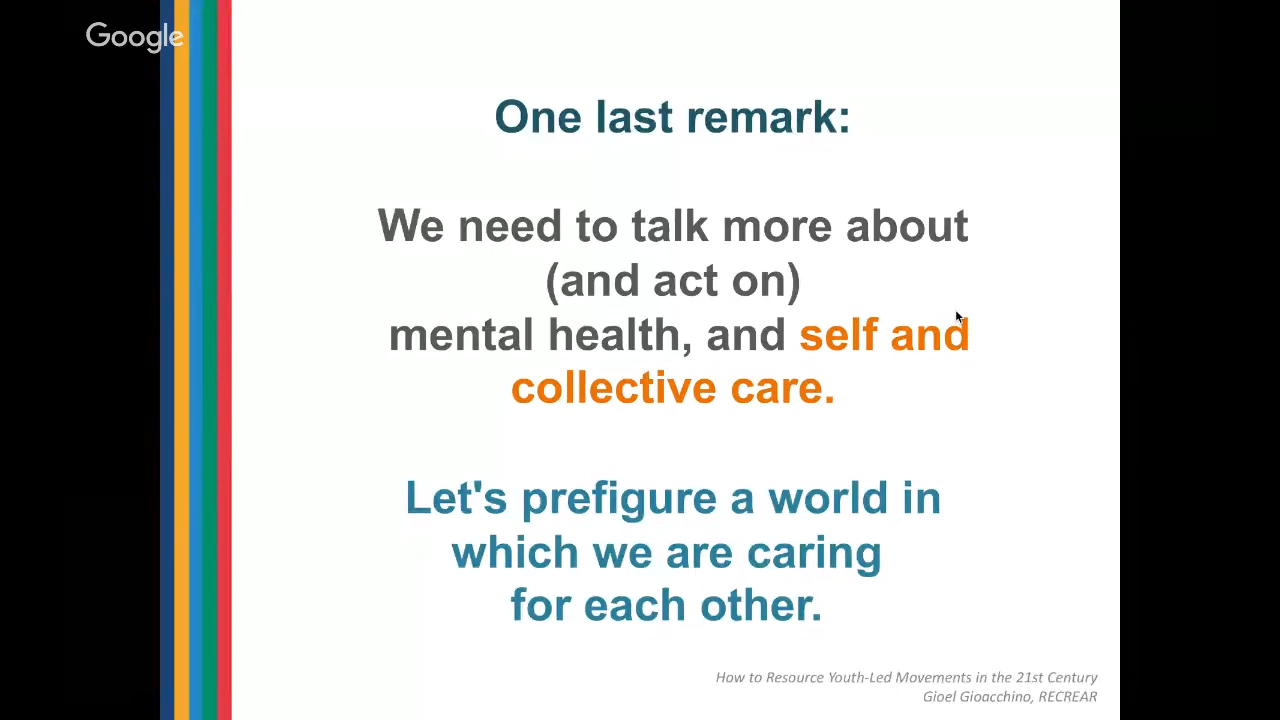 Google
One last remark:
We need to talk more about
(and act on)
mental health, and self and
collective care.
Let's prefigure a world in
which we are caring
for each other.
How to Resource Youth-Led Movements in the 21st Century
Gioel Gioacchino, RECREAR